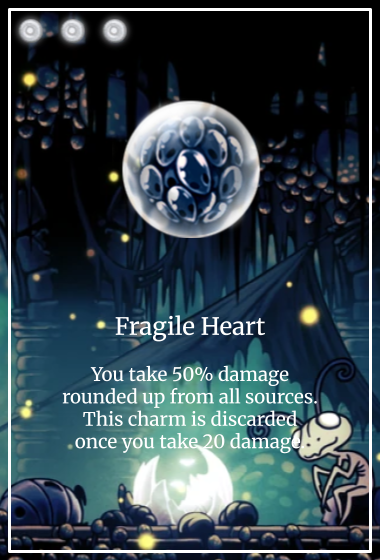 Fragile Heart
You take 50% damage
rounded up from all sources.
This charm is discarded
once you take 20 damage.